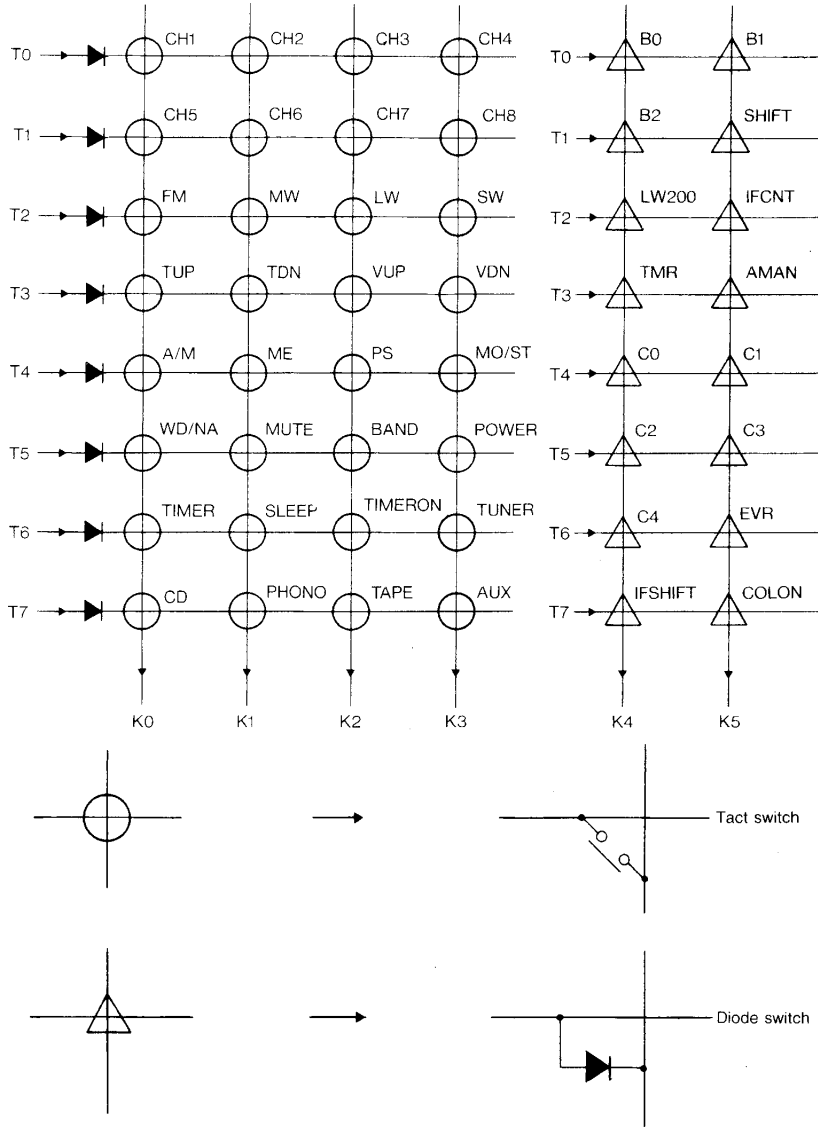 T0 CH1 CH2 CH3 CH4 T0 B0 B1
T1 CH5 CH6 CH7 CH8 T1 B2 SHIFT
T2 FM MW LW SW T2 LW200 IFCNT
T3 TUP TDN VUP VDN T3 TMR AMAN
T4 A/M ME PS MO/ST T4 C0 C1
T5 WD/NA MUTE BAND POWER T5 C2 C3
T6 TIMER SLEEP TIMERON TUNER T6 C4 EVR
T7 CD PHONO TAPE AUX T7 IFSHIFT COLON
K0 K1 K2 K3 K4 K5
Tact switch
Diode switch